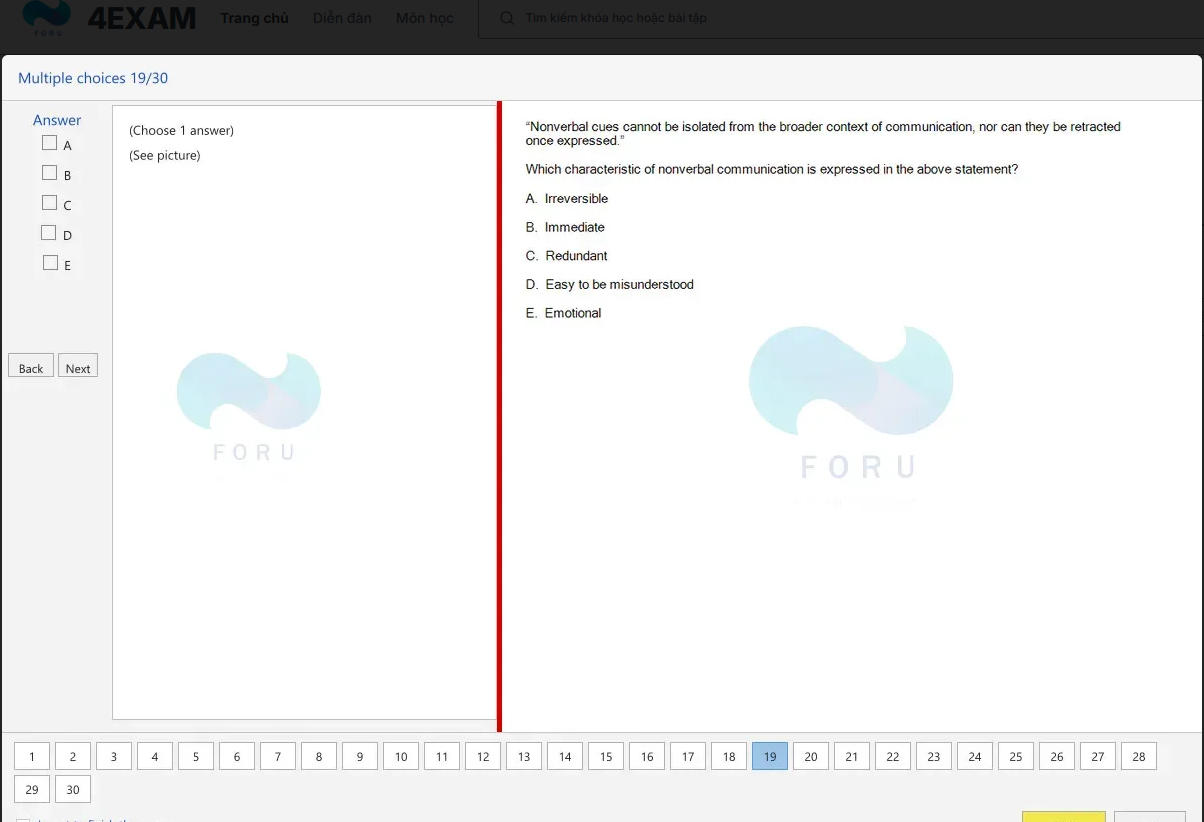 FORU
4EXAM
Trang chủ
Diễn đàn
Môn học
Tìm kiếm khóa học hoặc bài tập
Multiple choices 19/30
Answer
A
B
C
D
E
Back
Next
(Choose 1 answer)
(See picture)
FORU
“Nonverbal cues cannot be isolated from the broader context of communication, nor can they be retracted
once expressed.”
Which characteristic of nonverbal communication is expressed in the above statement?
A. Irreversible
B. Immediate
C. Redundant
D. Easy to be misunderstood
E. Emotional
FORU
1 2 3 4 5 6 7 8 9 10 11 12 13 14 15 16 17 18 19 20 21 22 23 24 25 26 27 28
29 30